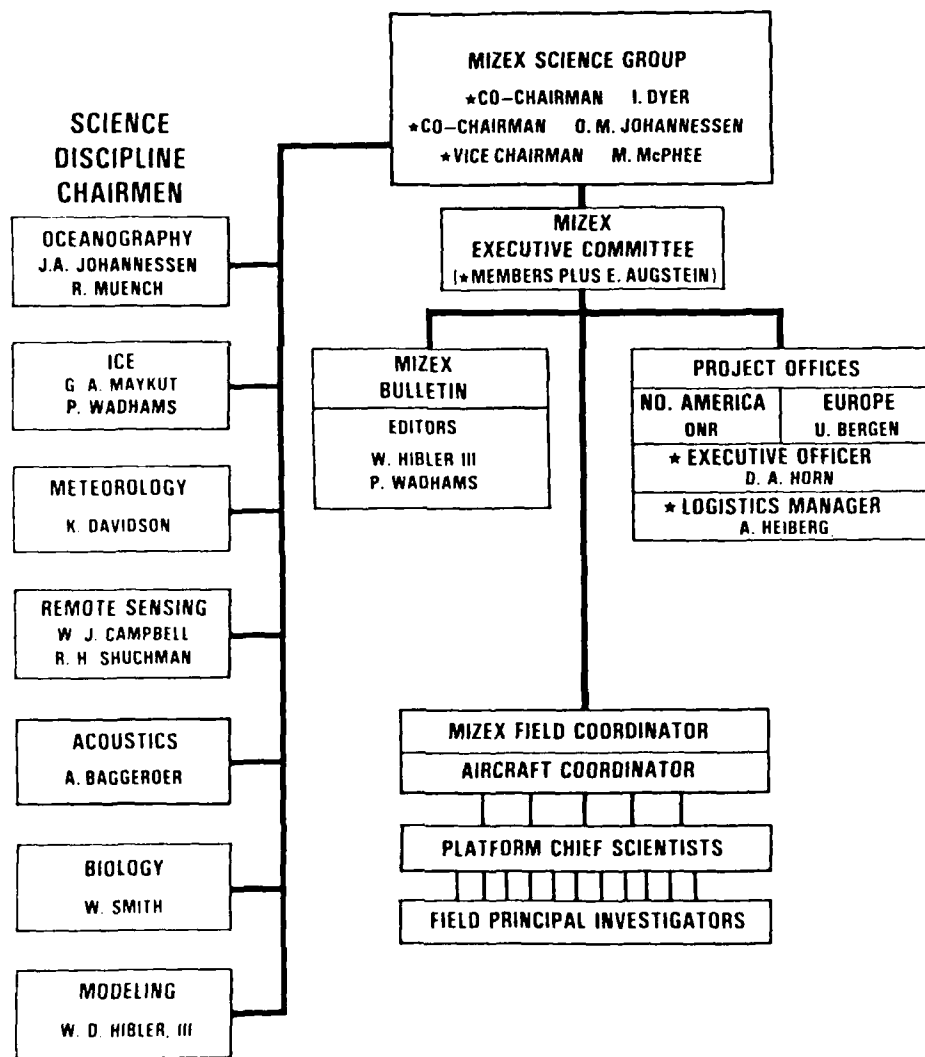 MIZEX SCIENCE GROUP
★CO-CHAIRMAN I. DYER
★CO-CHAIRMAN O. M. JOHANNESSEN
★VICE CHAIRMAN M. McPHEE
SCIENCE
DISCIPLINE
CHAIRMEN
OCEANOGRAPHY
J.A. JOHANNESSEN
R. MUENCH
ICE
G A. MAYKUT
P. WADHAMS
METEOROLOGY
K. DAVIDSON
REMOTE SENSING
W J. CAMPBELL
R. H SHUCHMAN
ACOUSTICS
A. BAGGEROER
BIOLOGY
W. SMITH
MODELING
W. D. HIBLER, III
MIZEX
EXECUTIVE COMMITTEE
(★MEMBERS PLUS E. AUGSTEIN)
MIZEX
BULLETIN
EDITORS
W. HIBLER III
P. WADHAMS
PROJECT OFFICES
NO. AMERICA
ONR
EUROPE
U. BERGEN
★ EXECUTIVE OFFICER
D. A. HORN
★ LOGISTICS MANAGER
A. HEIBERG
MIZEX FIELD COORDINATOR
AIRCRAFT COORDINATOR
PLATFORM CHIEF SCIENTISTS
FIELD PRINCIPAL INVESTIGATORS